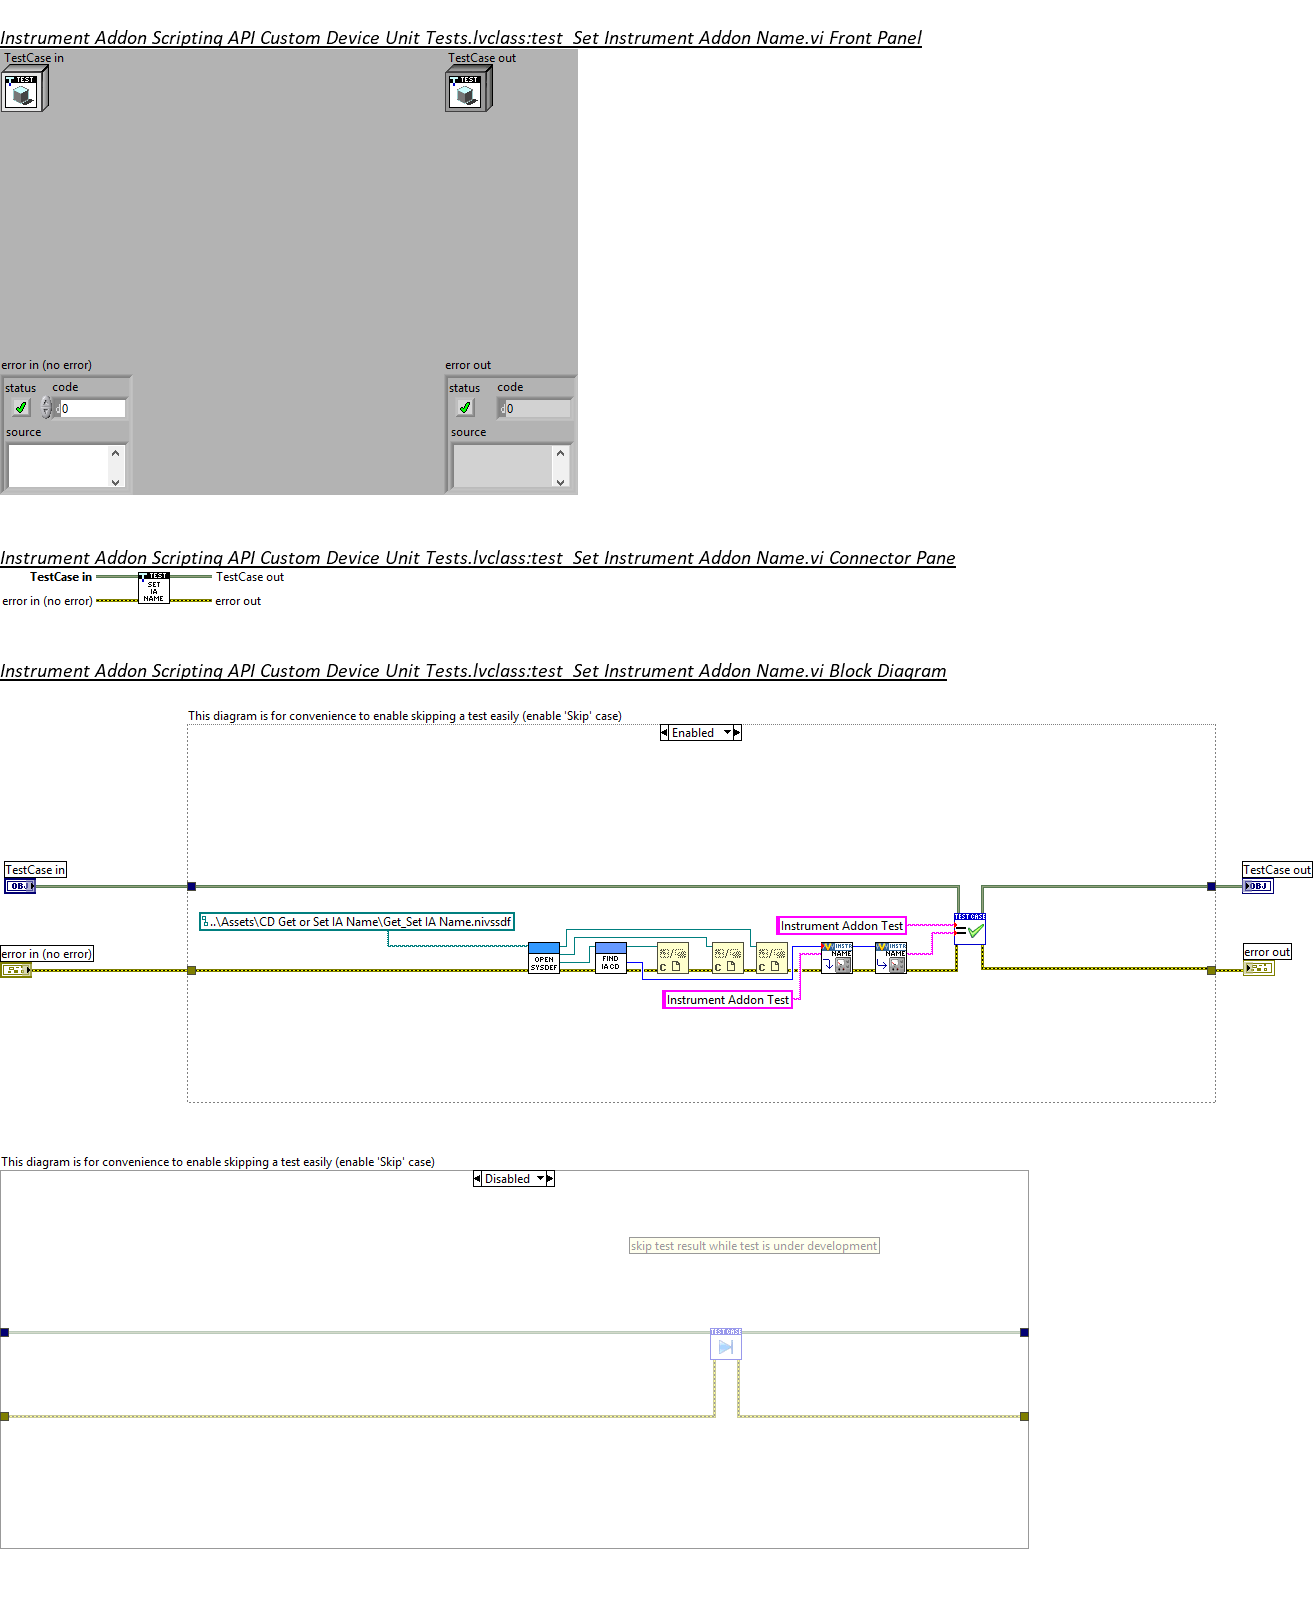 Instrument Addon Scripting API Custom Device Unit Tests.lvclass:test_Set Instrument Addon Name.vi Front Panel
TestCase in
TestCase out
TEST
TEST
error in (no error)
error out
status code
status code
0
0
source
source
Instrument Addon Scripting API Custom Device Unit Tests.lvclass:test_Set Instrument Addon Name.vi Connector Pane
TestCase in
TEST
SET
IA
NAME
TestCase out
error in (no error)
error out
Instrument Addon Scripting API Custom Device Unit Tests.lvclass:test_Set Instrument Addon Name.vi Block Diagram
This diagram is for convenience to enable skipping a test easily (enable 'Skip' case)
Enabled
TestCase in
OBJ
TestCase out
OBJ
..\Assets\CD Get or Set IA Name\Get_Set IA Name.nivssdf
Instrument Addon Test
TEST CASE
error in (no error)
error out
OPEN
SYSDEF
FIND
IA CD
C
C
C
INSTR
NAME
INSTR
NAME
Instrument Addon Test
This diagram is for convenience to enable skipping a test easily (enable 'Skip' case)
Disabled
skip test result while test is under development
TEST CASE